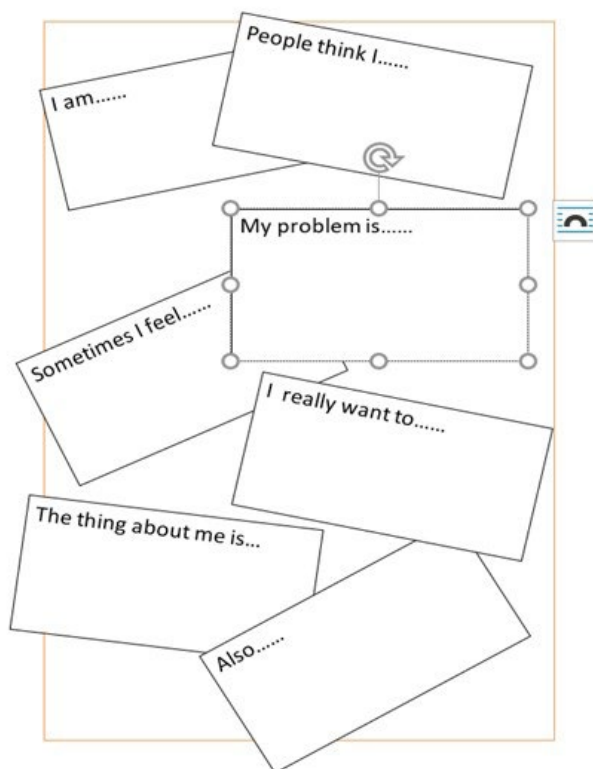 People think I......
I am......
My problem is......
Sometimes I feel......
I  really want to......
The thing about me is...
Also......